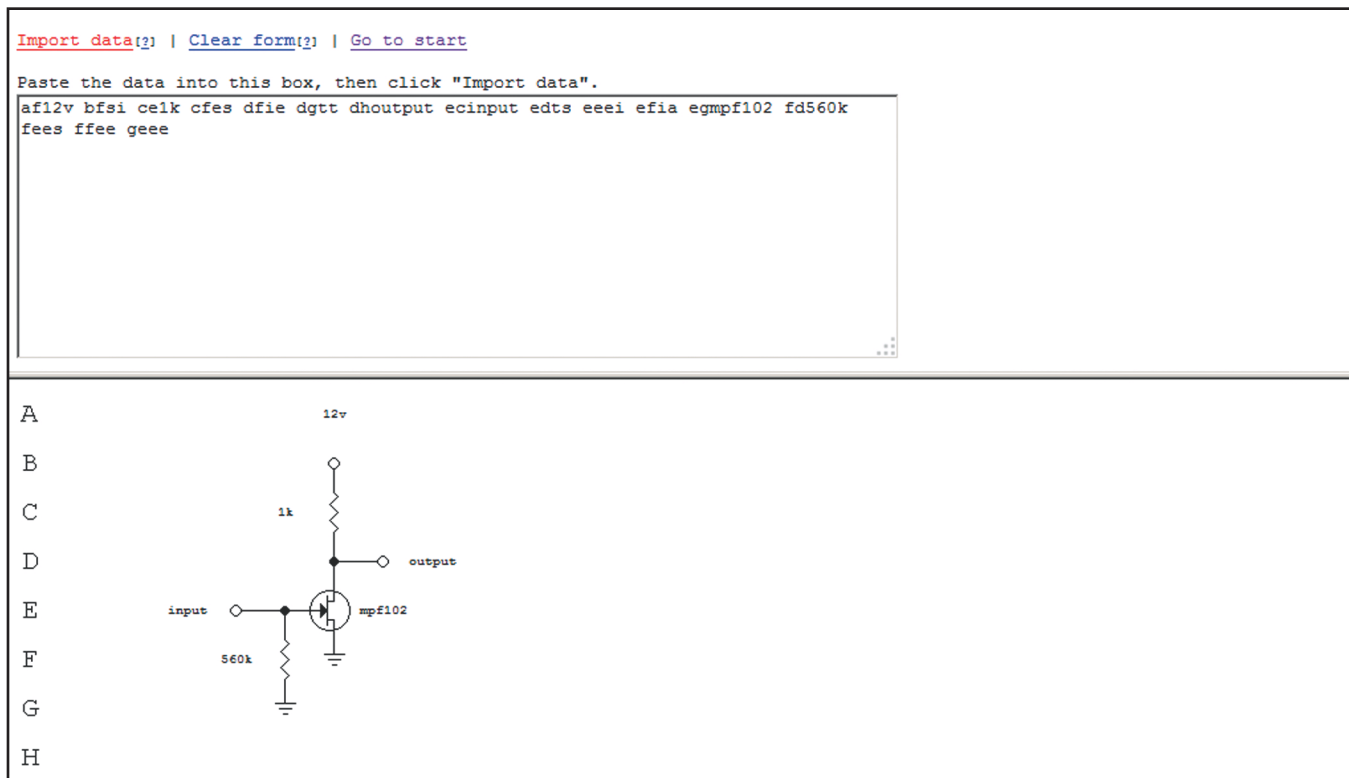 Import data[?] | Clear form[?] | Go to start
Paste the data into this box, then click "Import data".
af12v bfsi ce1k cfes dfie dgtt dhoutput ecinput edts eeei efia egmpf102 fd560k
fees ffee geee
A 12v
B
C 1k
D output
E input mpf102
F 560k
G
H